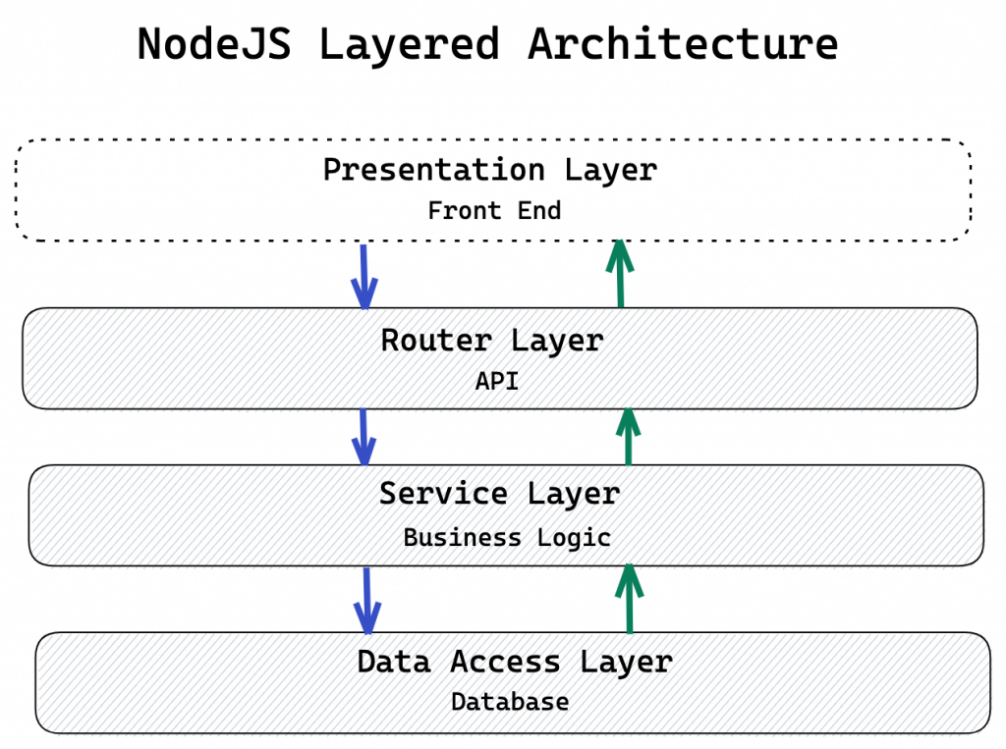 NodeJS Layered Architecture
Presentation Layer
Front End
Router Layer
API
Service Layer
Business Logic
Data Access Layer
Database